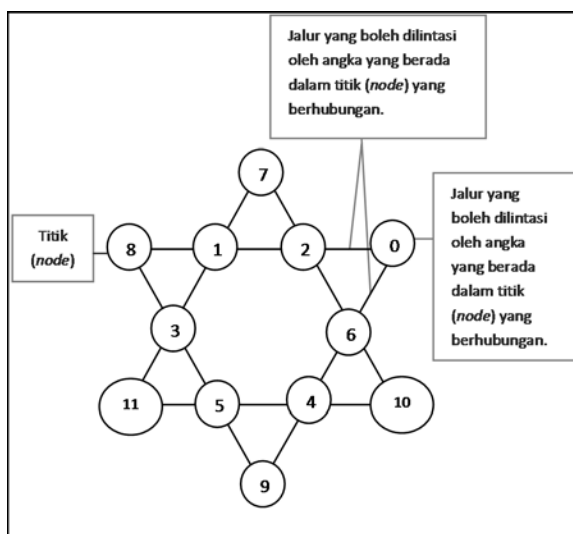 Jalur yang boleh dilintasi
oleh angka yang berada
dalam titik (node) yang
berhubungan.
7
Jalur yang
boleh dilintasi
oleh angka
yang berada
dalam titik
(node) yang
berhubungan.
Titik
(node)
8
1
2
0
3
6
11
5
4
10
9